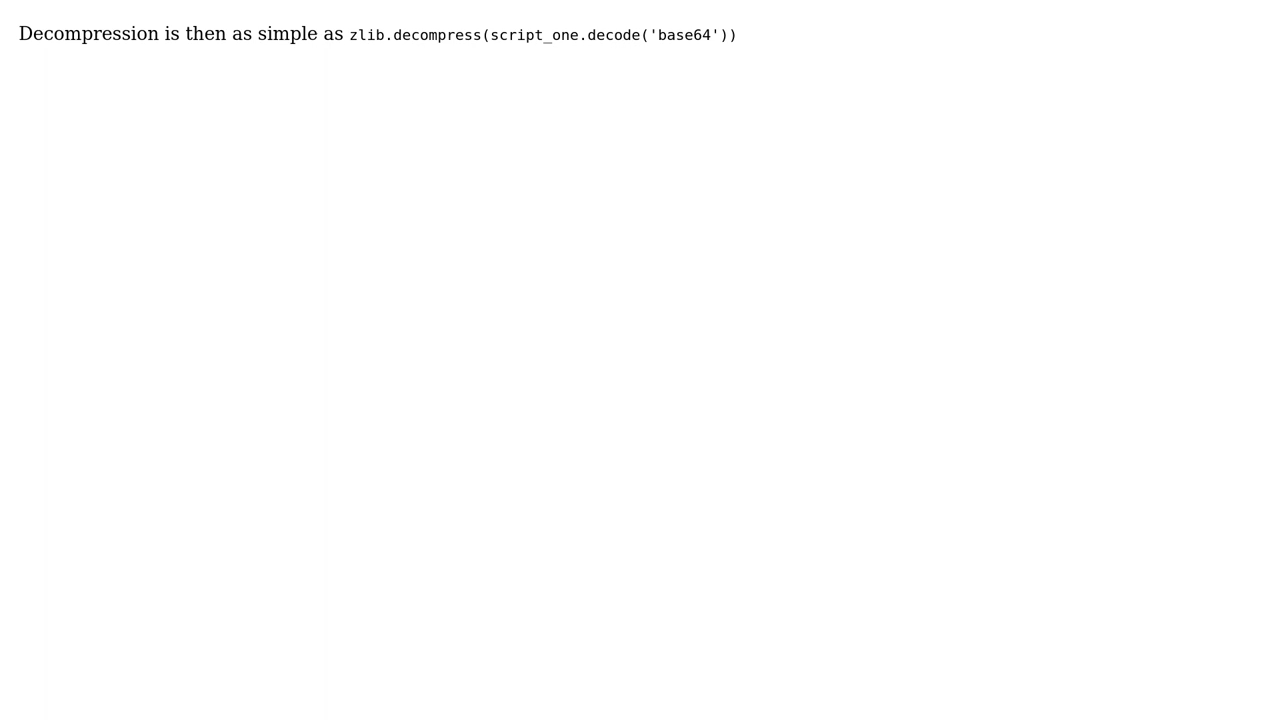 Decompression is then as simple as zlib.decompress(script_one.decode('base64'))